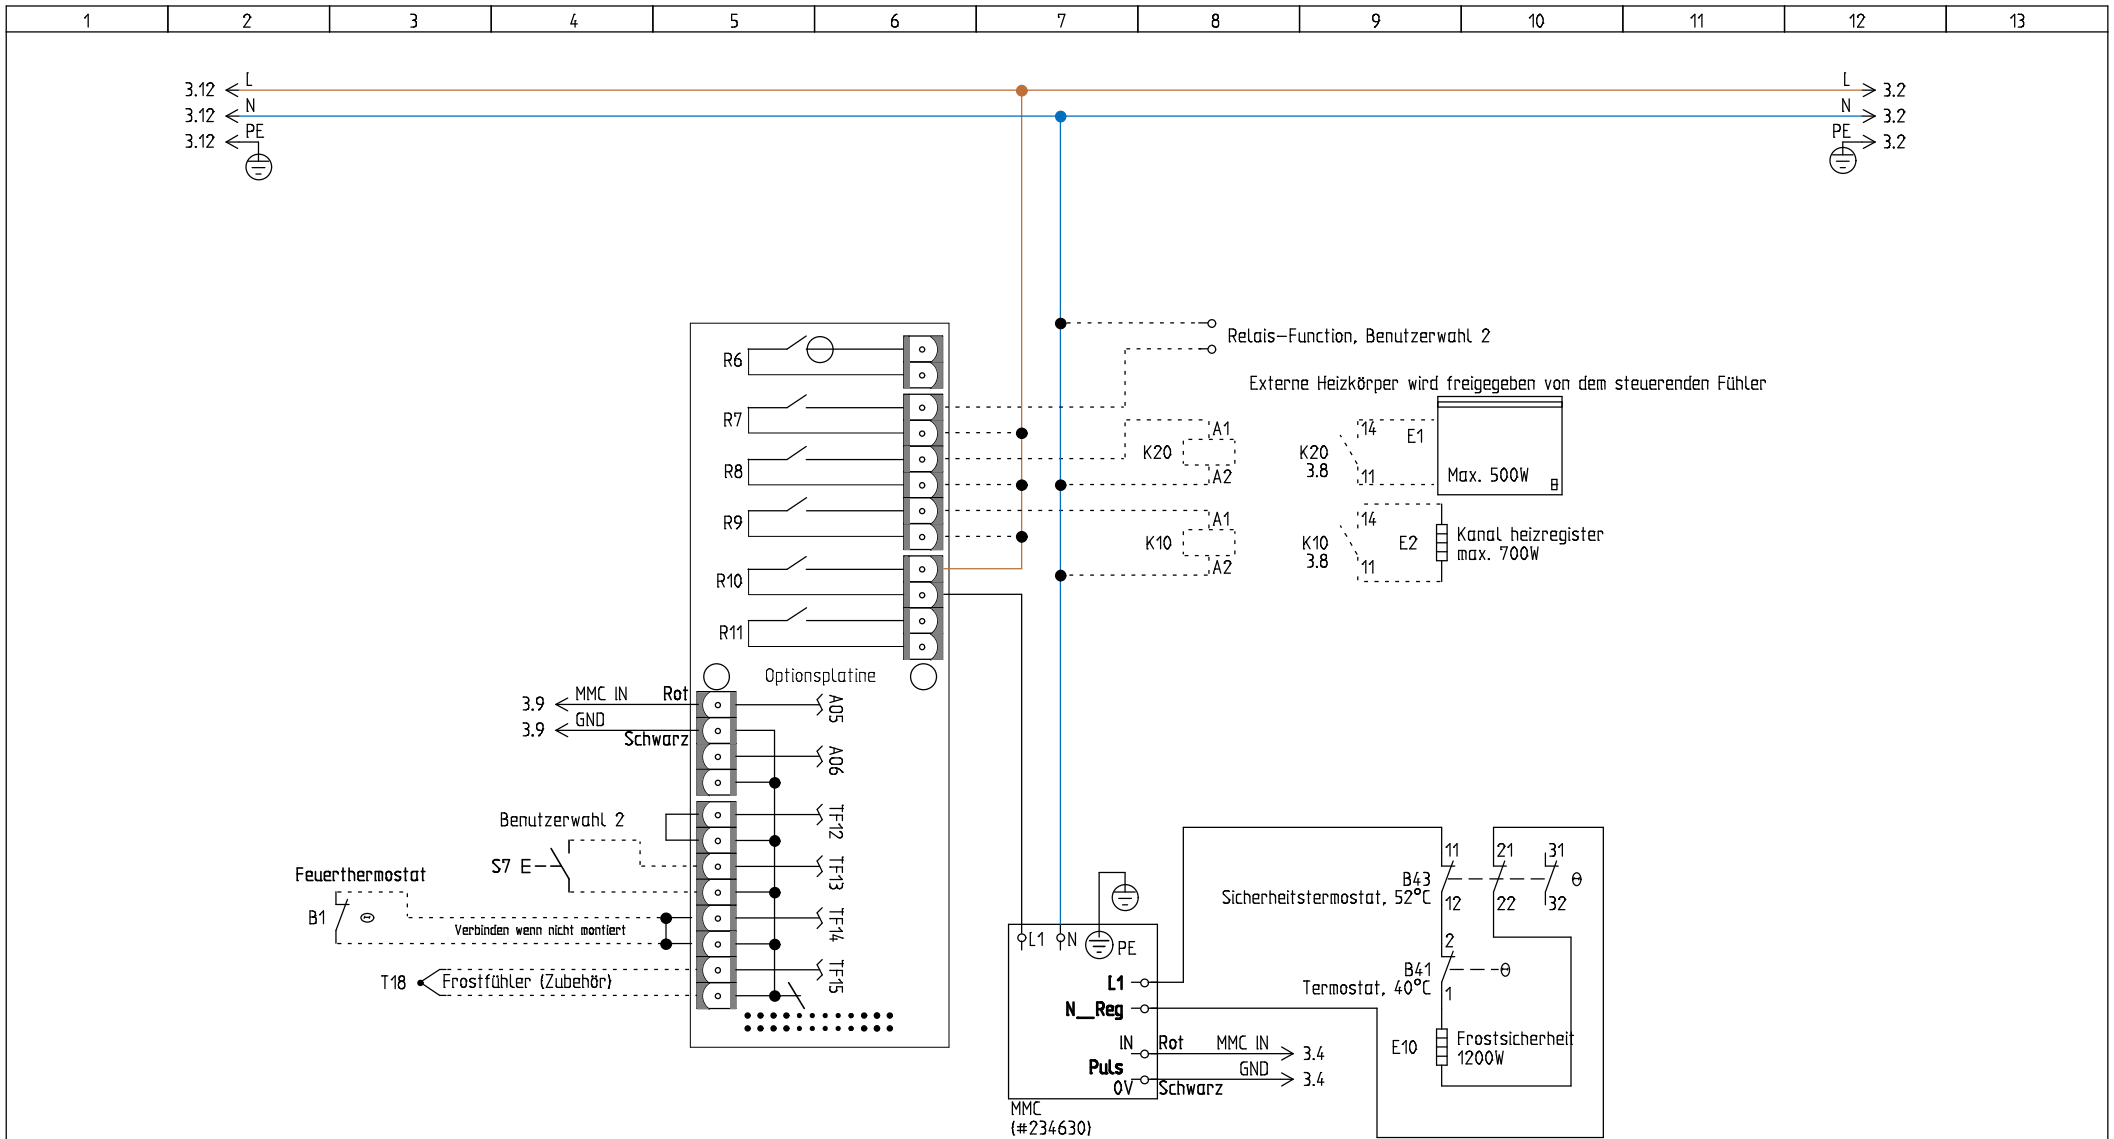 1 2 3 4 5 6 7 8 9 10 11 12 13
3.12 L L 3.2
3.12 N N 3.2
3.12 PE PE 3.2
R6
Relais-Function, Benutzerwahl 2
Externe Heizkörper wird freigegeben von dem steuerenden Fühler
R7
A1
K20
A2
K20
3.8
14
11
E1
Max. 500W
R8
R9
A1
K10
A2
K10
3.8
14
11
E2
Kanal heizregister
max. 700W
R10
R11
Optionsplatine
3.9 MMC IN Rot
A05
3.9 GND
Schwarz
A06
TF12
Benutzerwahl 2
S7
TF13
Feuerthermostat
B1
Verbinden wenn nicht montiert
TF14
T18 Frostfühler (Zubehör)
TF15
L1 N PE
L1
N_Reg
IN Rot MMC IN 3.4
Puls
GND 3.4
0V Schwarz
MMC
(#234630)
11 21 31
B43
Sicherheitstermostat, 52°C
12 22 32
2
B41
Termostat, 40°C
1
E10
Frostsicherheit
1200W